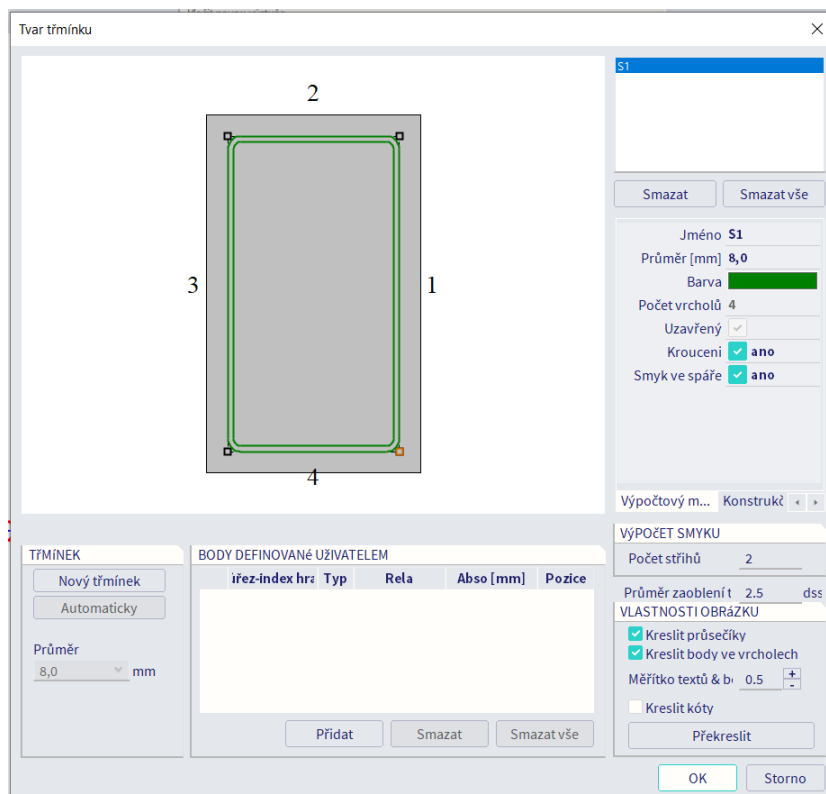 Tvar třmínku
2
3
1
4
S1
Smazat
Smazat vše
Jméno S1
Průměr [mm] 8,0
Barva
Počet vrcholů 4
Uzavřený
Krouceni ano
Smyk ve spáře ano
Výpočtový m...
Konstrukč
VýPOčET SMYKU
Počet střihů 2
Průměr zaoblení t 2.5 dss
VLASTNOSTI OBRáZKU
Kreslit průsečíky
Kreslit body ve vrcholech
Měřítko textů & b 0.5
+
-
Kreslit kóty
Překreslit
TřMíNEK
Nový třmínek
Automaticky
Průměr
8,0 mm
BODY DEFINOVANé UžIVATELEM
ířez-index hra Typ Rela Abso [mm] Pozice
Přidat
Smazat
Smazat vše
OK
Storno